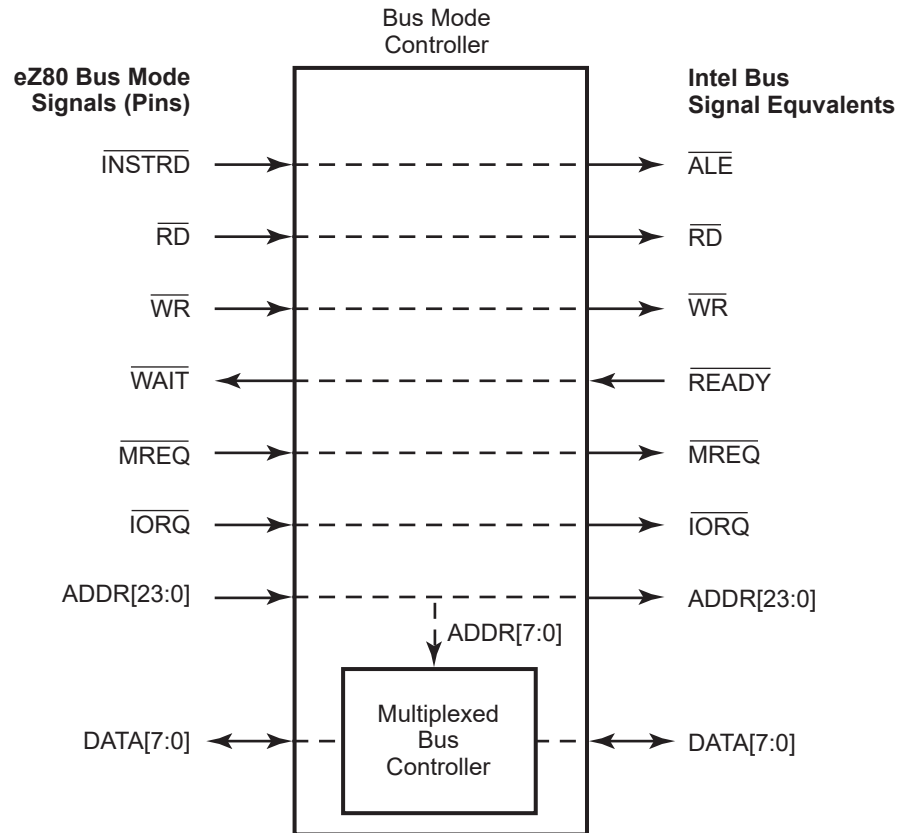 Bus Mode
Controller
eZ80 Bus Mode
Signals (Pins)
Intel Bus
Signal Equvalents
INSTRD
ALE
RD
RD
WR
WR
WAIT
READY
MREQ
MREQ
IORQ
IORQ
ADDR[23:0]
ADDR[23:0]
ADDR[7:0]
Multiplexed
Bus
Controller
DATA[7:0]
DATA[7:0]